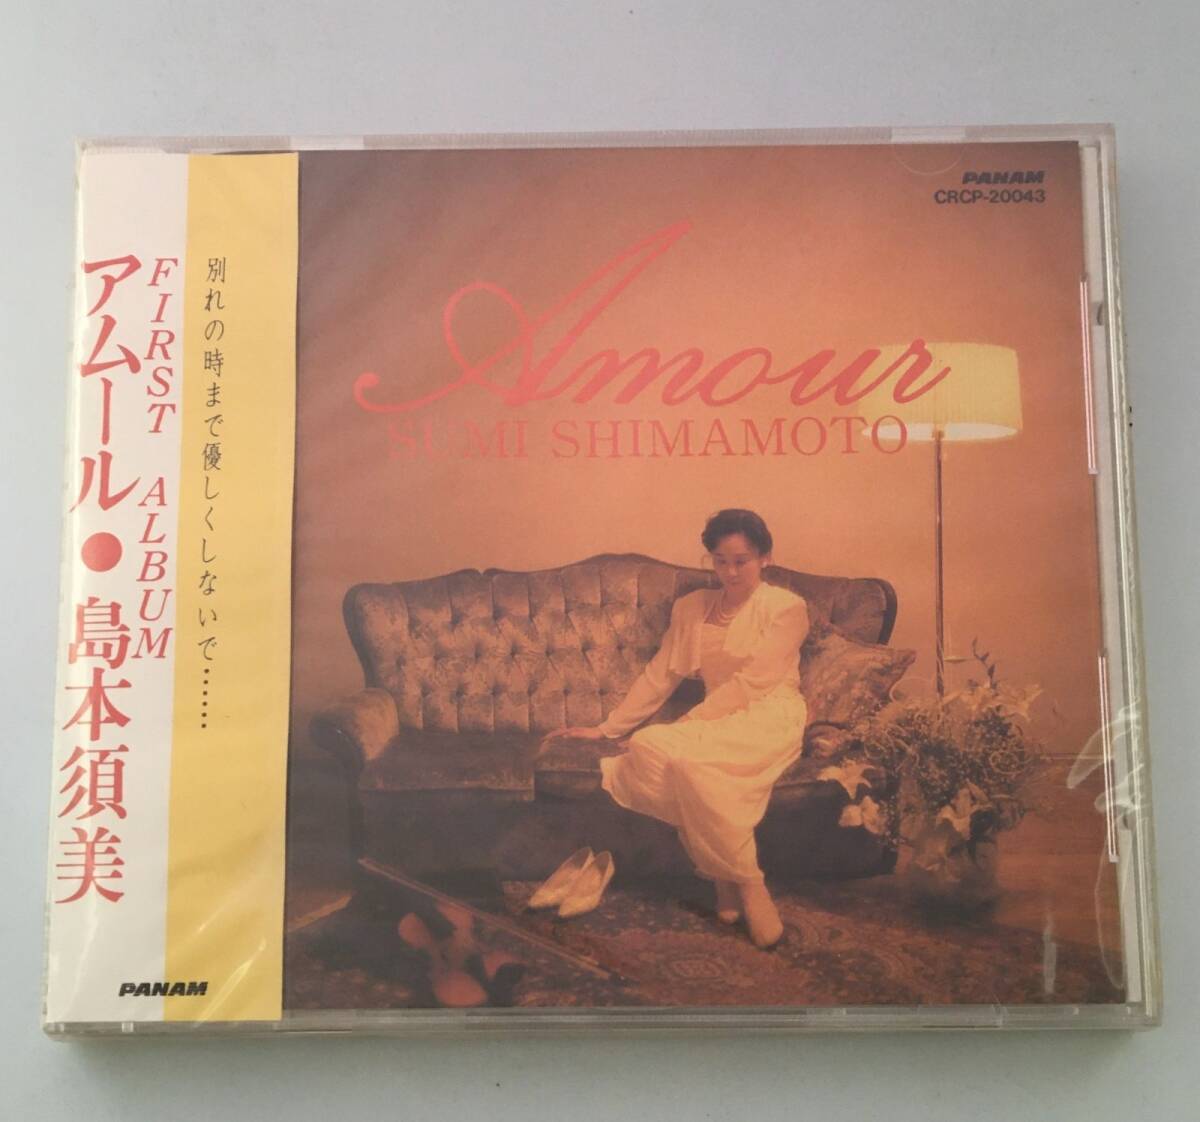 FIRST ALBUM
アムール●島本須美
PANAM
別れの時まで優しくしないで……
PANAM
CRCP-20043
Amour
SUMI SHIMAMOTO